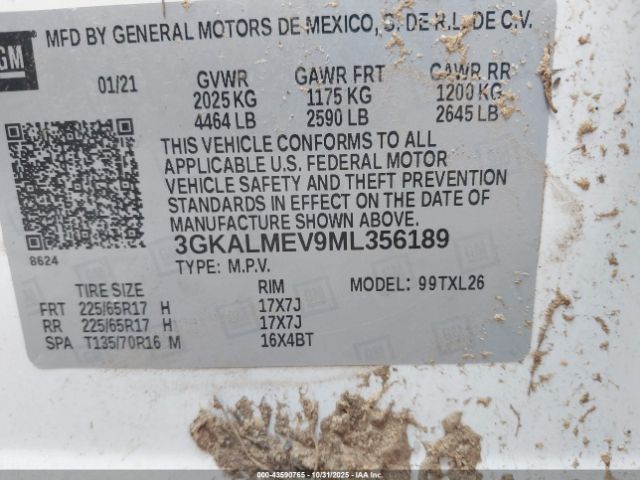 GM
MFD BY GENERAL MOTORS DE MEXICO, S. DE R.L. DE C.V.
01/21 GVWR GAWR FRT GAWR RR
2025 KG 1175 KG 1200 KG
4464 LB 2590 LB 2645 LB
THIS VEHICLE CONFORMS TO ALL
APPLICABLE U.S. FEDERAL MOTOR
VEHICLE SAFETY AND THEFT PREVENTION
STANDARDS IN EFFECT ON THE DATE OF
MANUFACTURE SHOWN ABOVE.
8624 3GKALMEV9ML356189
TYPE: M.P.V.
TIRE SIZE RIM MODEL: 99TXL26
FRT 225/65R17 H 17X7J
RR 225/65R17 H 17X7J
SPA T135/70R16 M 16X4BT
000-43590765 - 10/31/2025 - IAAI.com